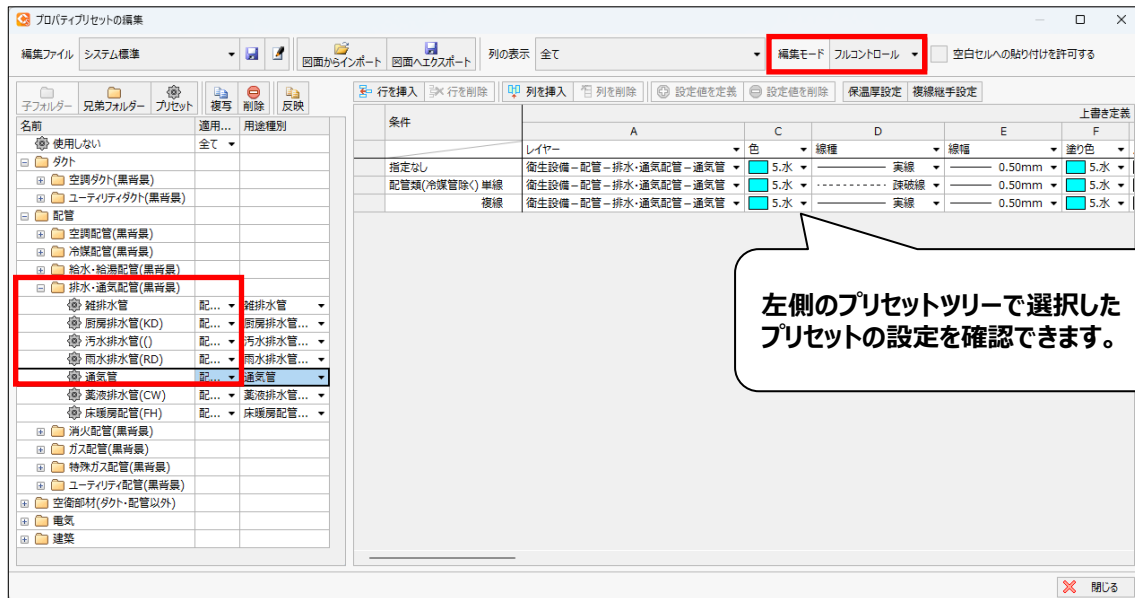 プロパティプリセットの編集
編集ファイル システム標準 図面からインポート 図面へエクスポート 列の表示 全て 編集モード フルコントロール 空白セルへの貼り付けを許可する
子フォルダー 兄弟フォルダー プリセット 複写 削除 反映 行を挿入 行を削除 列を挿入 列を削除 設定値を定義 設定値を削除 保温厚設定 複線継手設定
名前 適用... 用途種別
使用しない 全て
ダクト
空調ダクト(黒背景)
ユーティリティダクト(黒背景)
配管
空調配管(黒背景)
冷媒配管(黒背景)
給水・給湯配管(黒背景)
排水・通気配管(黒背景)
雑排水管 配... 雑排水管
厨房排水管(KD) 配... 厨房排水管...
汚水排水管(() 配... 汚水排水管...
雨水排水管(RD) 配... 雨水排水管...
通気管 配... 通気管
薬液排水管(CW) 配... 薬液排水管...
床暖房配管(FH) 配... 床暖房配管...
消火配管(黒背景)
ガス配管(黒背景)
特殊ガス配管(黒背景)
ユーティリティ配管(黒背景)
空衛部材(ダクト・配管以外)
電気
建築
条件 上書き定義
A C D E F
レイヤー 色 線種 線幅 塗り色
指定なし 衛生設備－配管－排水・通気配管－通気管 5.水 実線 0.50mm 5.水
配管類(冷媒管除く) 単線 衛生設備－配管－排水・通気配管－通気管 5.水 疎破線 0.50mm 5.水
複線 衛生設備－配管－排水・通気配管－通気管 5.水 実線 0.50mm 5.水
左側のプリセットツリーで選択した
プリセットの設定を確認できます。
閉じる